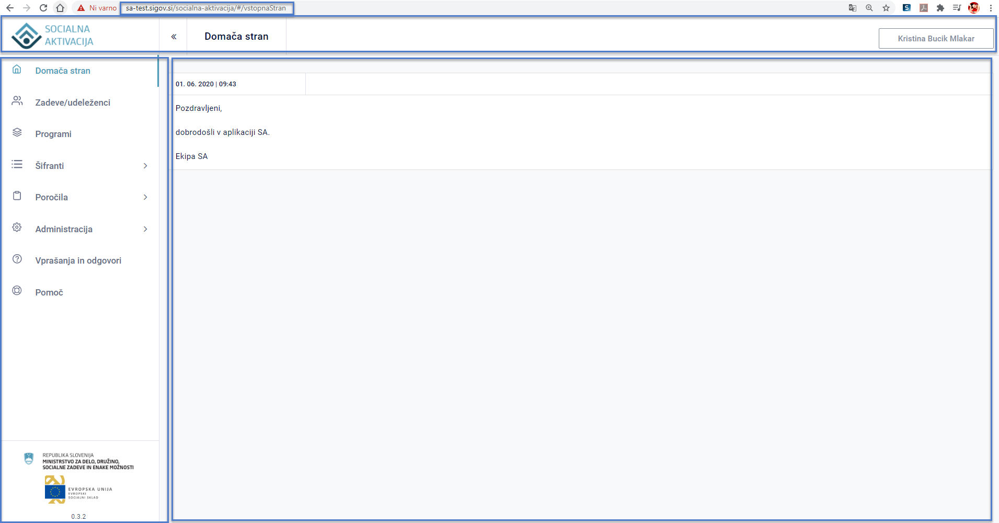 Ni varno
sa-test.sigov.si/socialna-aktivacija/#/vstopnaStran
SOCIALNA
AKTIVACIJA
«
Domača stran
Kristina Bucik Mlakar
Domača stran
Zadeve/udeleženci
Programi
Šifranti
Poročila
Administracija
Vprašanja in odgovori
Pomoč
01. 06. 2020 | 09:43
Pozdravljeni,
dobrodošli v aplikaciji SA.
Ekipa SA
REPUBLIKA SLOVENIJA
MINISTRSTVO ZA DELO, DRUŽINO,
SOCIALNE ZADEVE IN ENAKE MOŽNOSTI
EVROPSKA UNIJA
EVROPSKI
SOCIALNI SKLAD
0.3.2